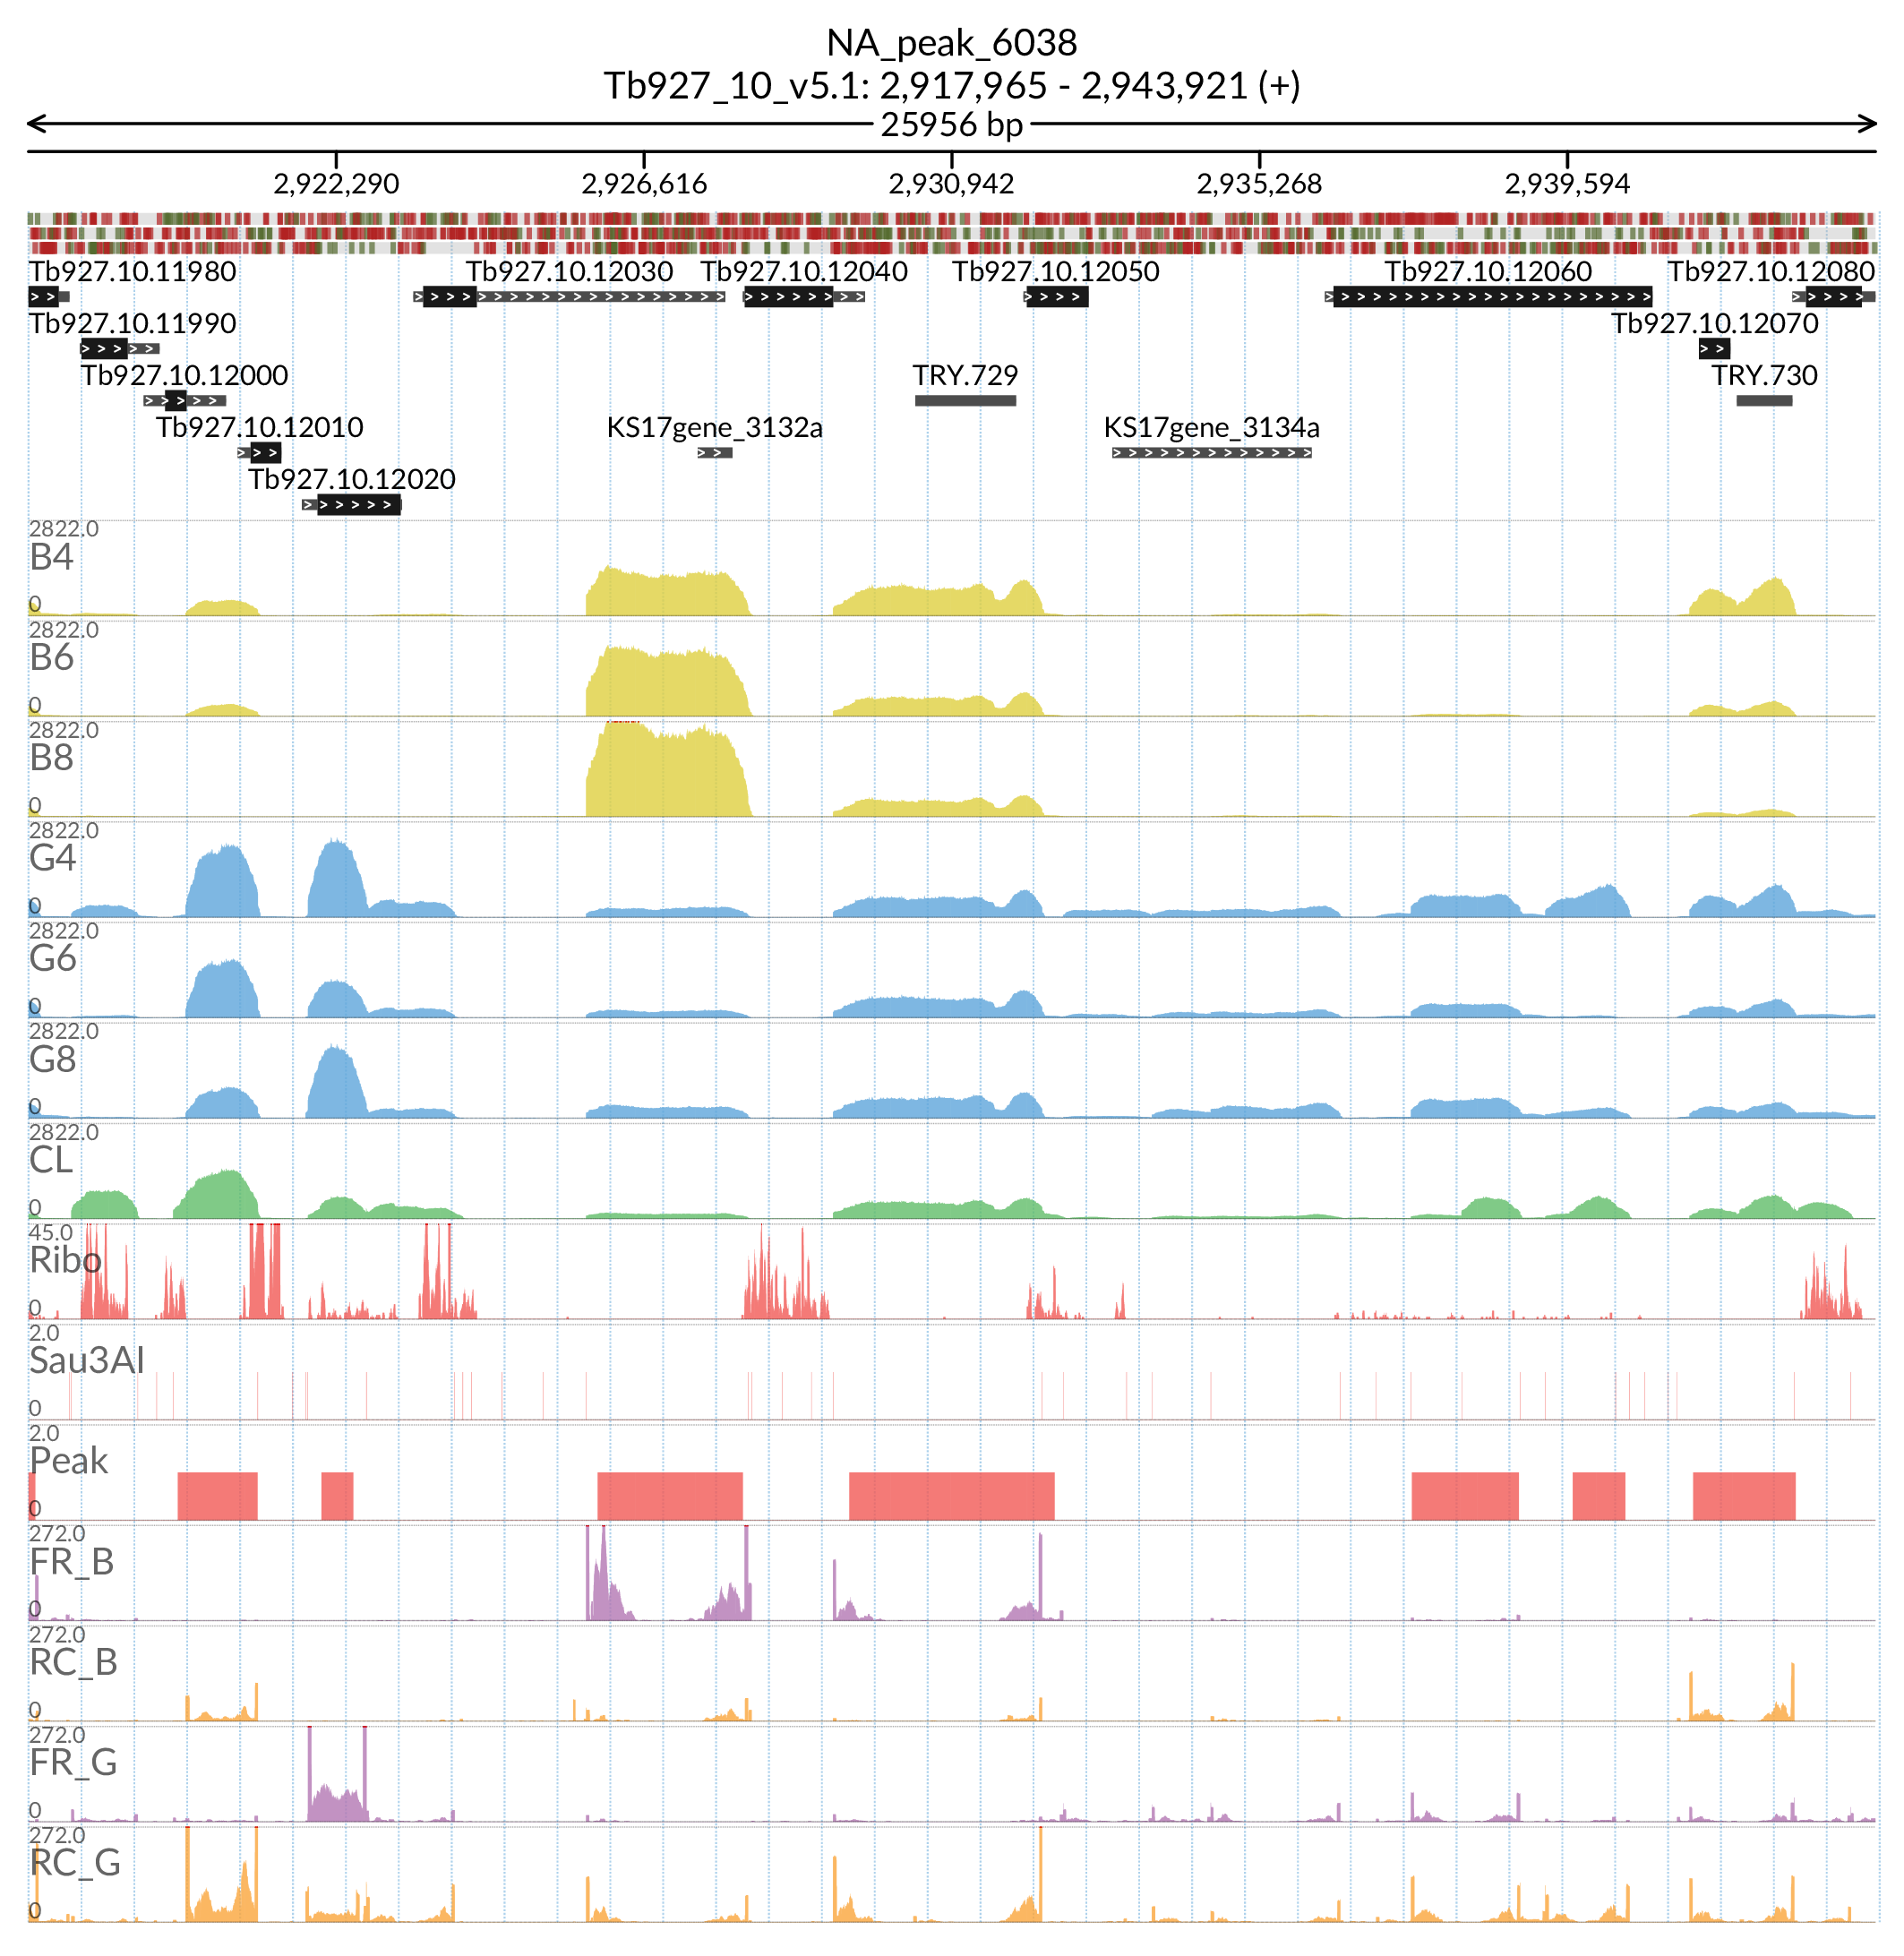 NA_peak_6038
Tb927_10_v5.1: 2,917,965 - 2,943,921 (+)
25956 bp
2,922,290 2,926,616 2,930,942 2,935,268 2,939,594
Tb927.10.11980 Tb927.10.12030 Tb927.10.12040 Tb927.10.12050 Tb927.10.12060 Tb927.10.12080
Tb927.10.11990 Tb927.10.12070
Tb927.10.12000 TRY.729 TRY.730
Tb927.10.12010 KS17gene_3132a KS17gene_3134a
Tb927.10.12020
2822.0
B4
0
2822.0
B6
0
2822.0
B8
0
2822.0
G4
0
2822.0
G6
0
2822.0
G8
0
2822.0
CL
0
45.0
Ribo
0
2.0
Sau3AI
0
2.0
Peak
0
272.0
FR_B
0
272.0
RC_B
0
272.0
FR_G
0
272.0
RC_G
0